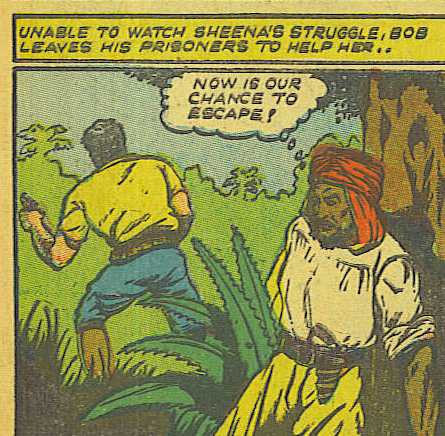 UNABLE TO WATCH SHEENA'S STRUGGLE, BOB
LEAVES HIS PRISONERS TO HELP HER..
NOW IS OUR
CHANCE TO
ESCAPE!